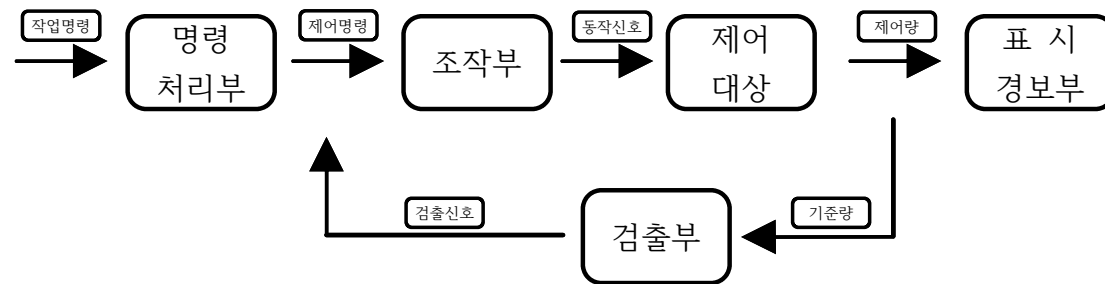 작업명령
명령
처리부
제어명령
조작부
동작신호
제어
대상
제어량
표 시
경보부
검출신호
검출부
기준량